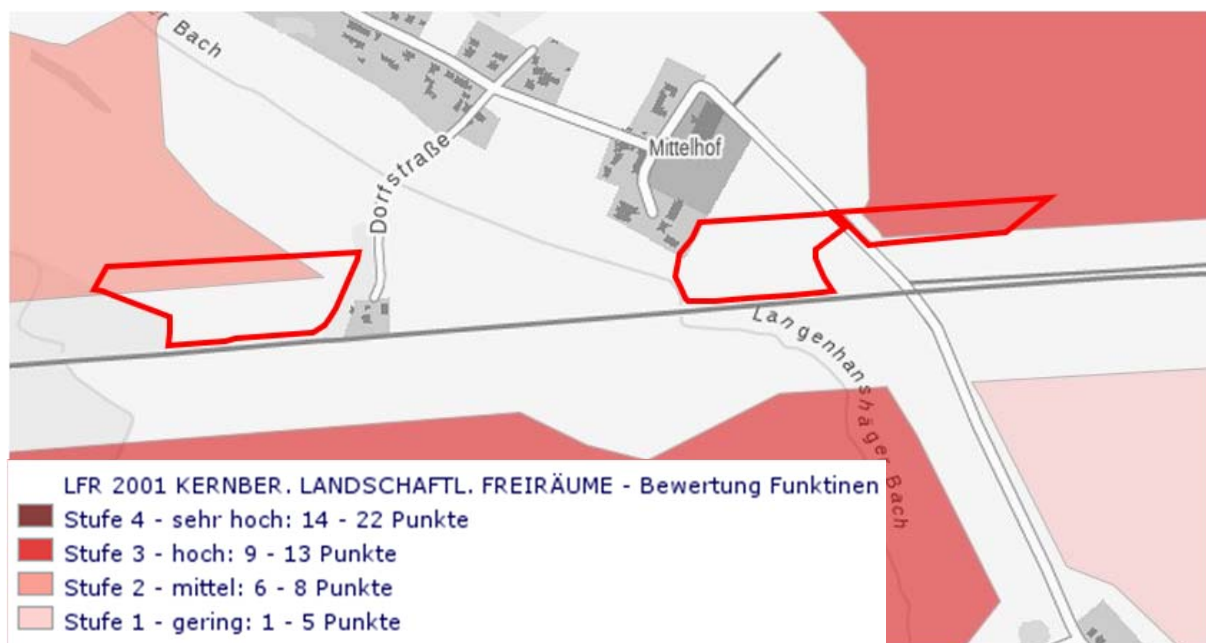 er Bach
Dorfstraße
Mittelhof
Langenhanshäger Bach
LFR 2001 KERNBER. LANDSCHAFTL. FREIRÄUME - Bewertung Funktinen
Stufe 4 - sehr hoch: 14 - 22 Punkte
Stufe 3 - hoch: 9 - 13 Punkte
Stufe 2 - mittel: 6 - 8 Punkte
Stufe 1 - gering: 1 - 5 Punkte